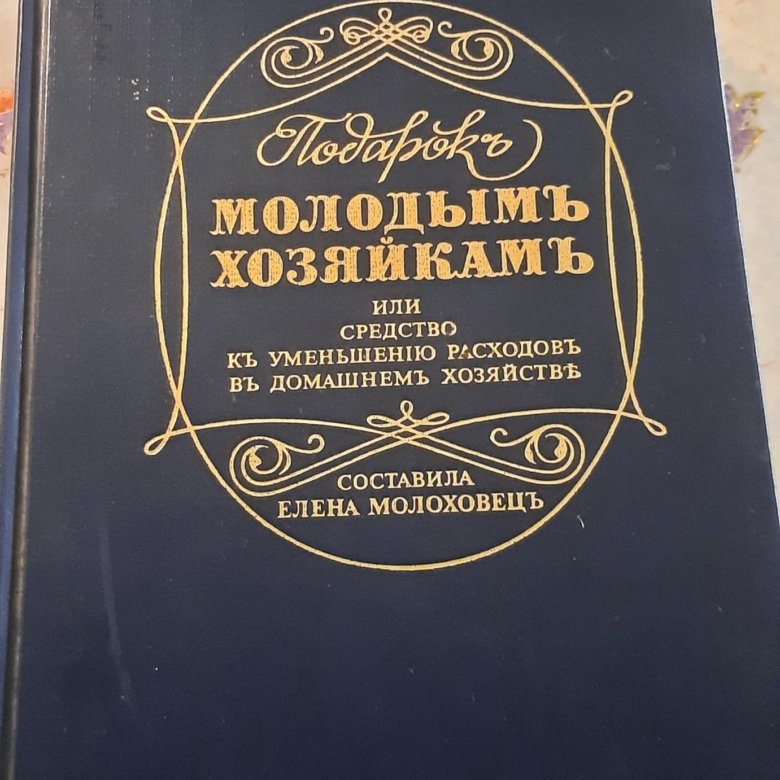 Подарокъ
МОЛОДЫМЪ
ХОЗЯЙКАМЪ
ИЛИ
СРЕДСТВО
КЪ УМЕНЬШЕНІЮ РАСХОДОВЪ
ВЪ ДОМАШНЕМЪ ХОЗЯЙСТВѢ
СОСТАВИЛА
ЕЛЕНА МОЛОХОВЕЦЪ